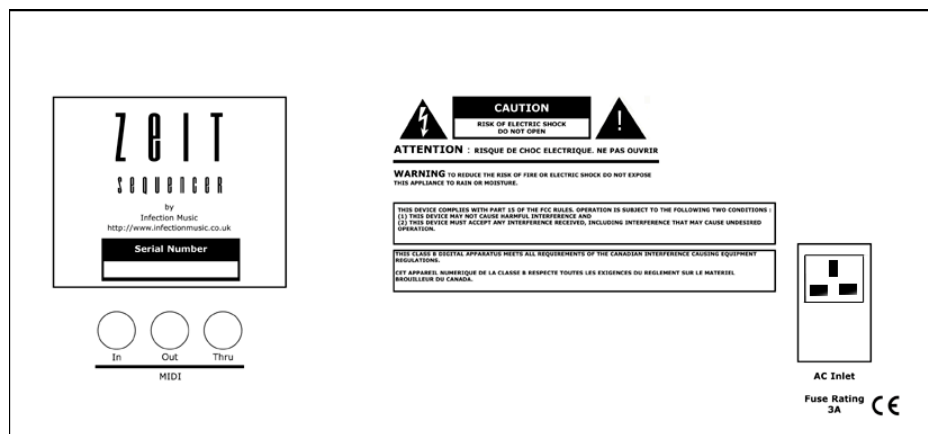 ZeIT
sequencer
by
Infection Music
http://www.infectionmusic.co.uk
Serial Number
In Out Thru
MIDI
CAUTION
RISK OF ELECTRIC SHOCK
DO NOT OPEN
ATTENTION : RISQUE DE CHOC ELECTRIQUE. NE PAS OUVRIR
WARNING TO REDUCE THE RISK OF FIRE OR ELECTRIC SHOCK DO NOT EXPOSE
THIS APPLIANCE TO RAIN OR MOISTURE.
THIS DEVICE COMPLIES WITH PART 15 OF THE FCC RULES. OPERATION IS SUBJECT TO THE FOLLOWING TWO CONDITIONS :
(1) THIS DEVICE MAY NOT CAUSE HARMFUL INTERFERENCE AND
(2) THIS DEVICE MUST ACCEPT ANY INTERFERENCE RECEIVED, INCLUDING INTERFERENCE THAT MAY CAUSE UNDESIRED
OPERATION.
THIS CLASS B DIGITAL APPARATUS MEETS ALL REQUIREMENTS OF THE CANADIAN INTERFERENCE CAUSING EQUIPMENT
REGULATIONS.
CET APPAREIL NUMERIQUE DE LA CLASSE B RESPECTE TOUTES LES EXIGENCES DU REGLEMENT SUR LE MATERIEL
BROUILLEUR DU CANADA.
AC Inlet
Fuse Rating
3A
CE